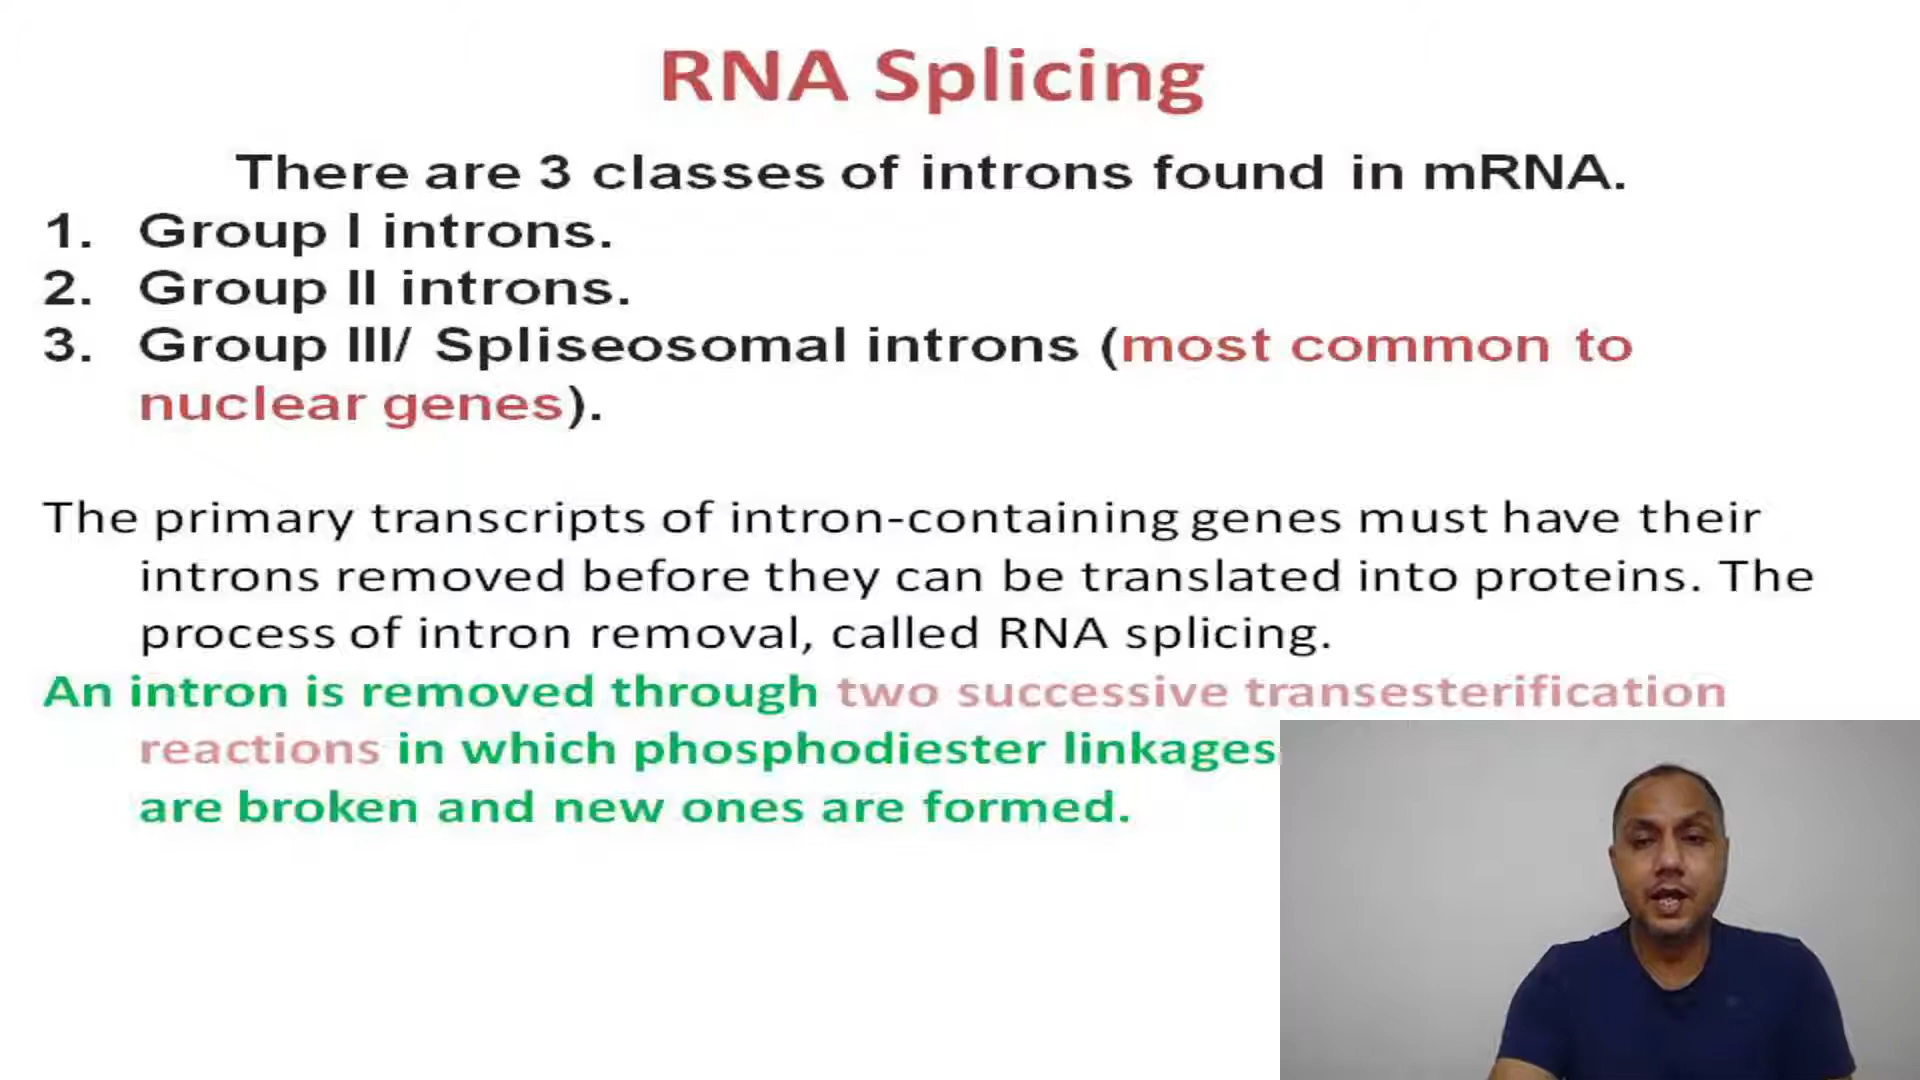 RNA Splicing
There are 3 classes of introns found in mRNA.
1. Group I introns.
2. Group II introns.
3. Group III/ Spliseosomal introns (most common to
nuclear genes).
The primary transcripts of intron-containing genes must have their
introns removed before they can be translated into proteins. The
process of intron removal, called RNA splicing.
An intron is removed through two successive transesterification
reactions in which phosphodiester linkages
are broken and new ones are formed.